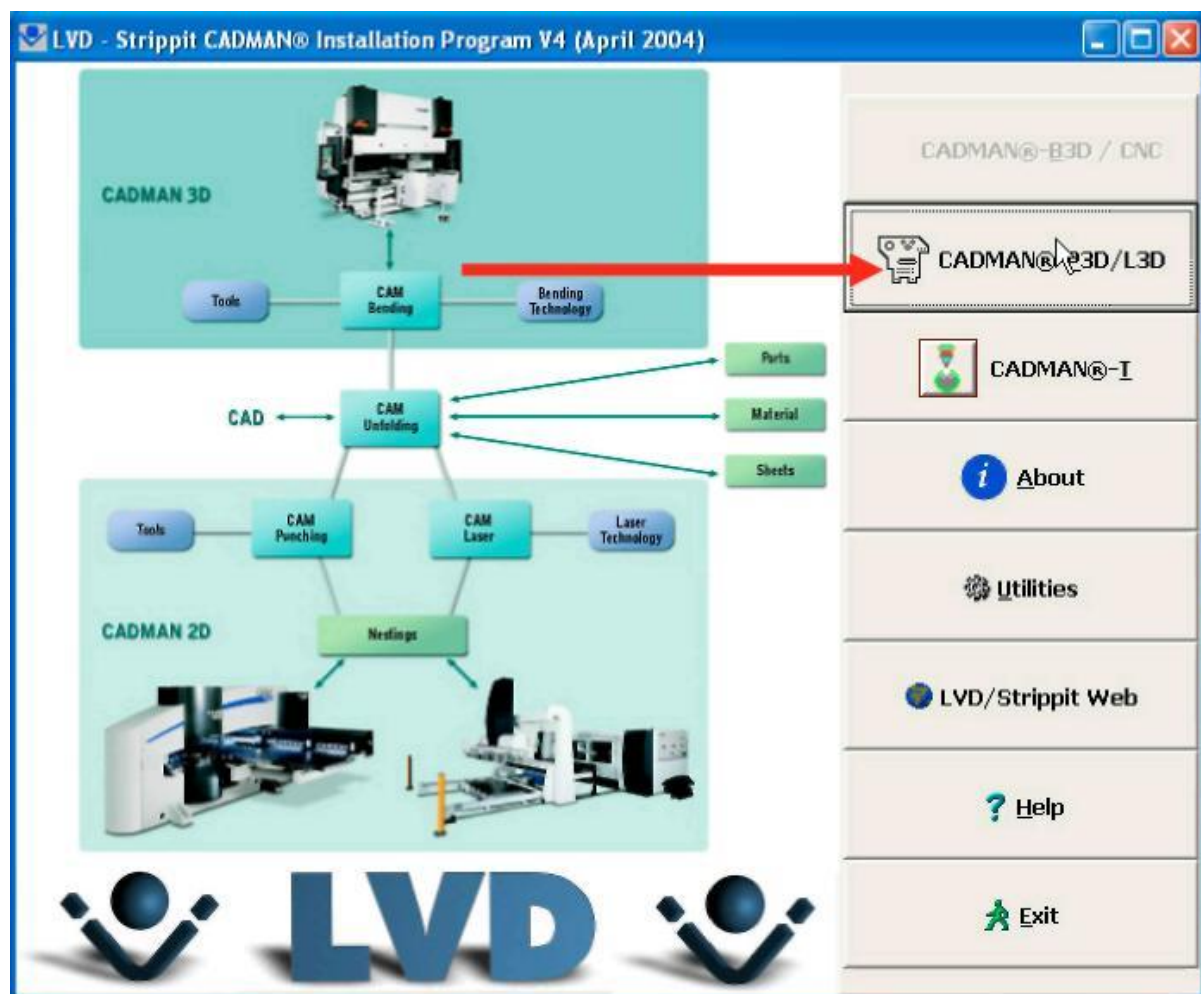 LVD - Strippit CADMAN® Installation Program V4 (April 2004)
CADMAN 3D
Tools
CAM
Bending
Bending
Technology
CAD
CAM
Unfolding
Parts
Material
Sheets
Tools
CAM
Punching
CAM
Laser
Laser
Technology
CADMAN 2D
Nestings
LVD
CADMAN®-B3D / CNC
CADMAN® 3D/L3D
CADMAN®-T
i About
Utilities
LVD/Strippit Web
? Help
Exit